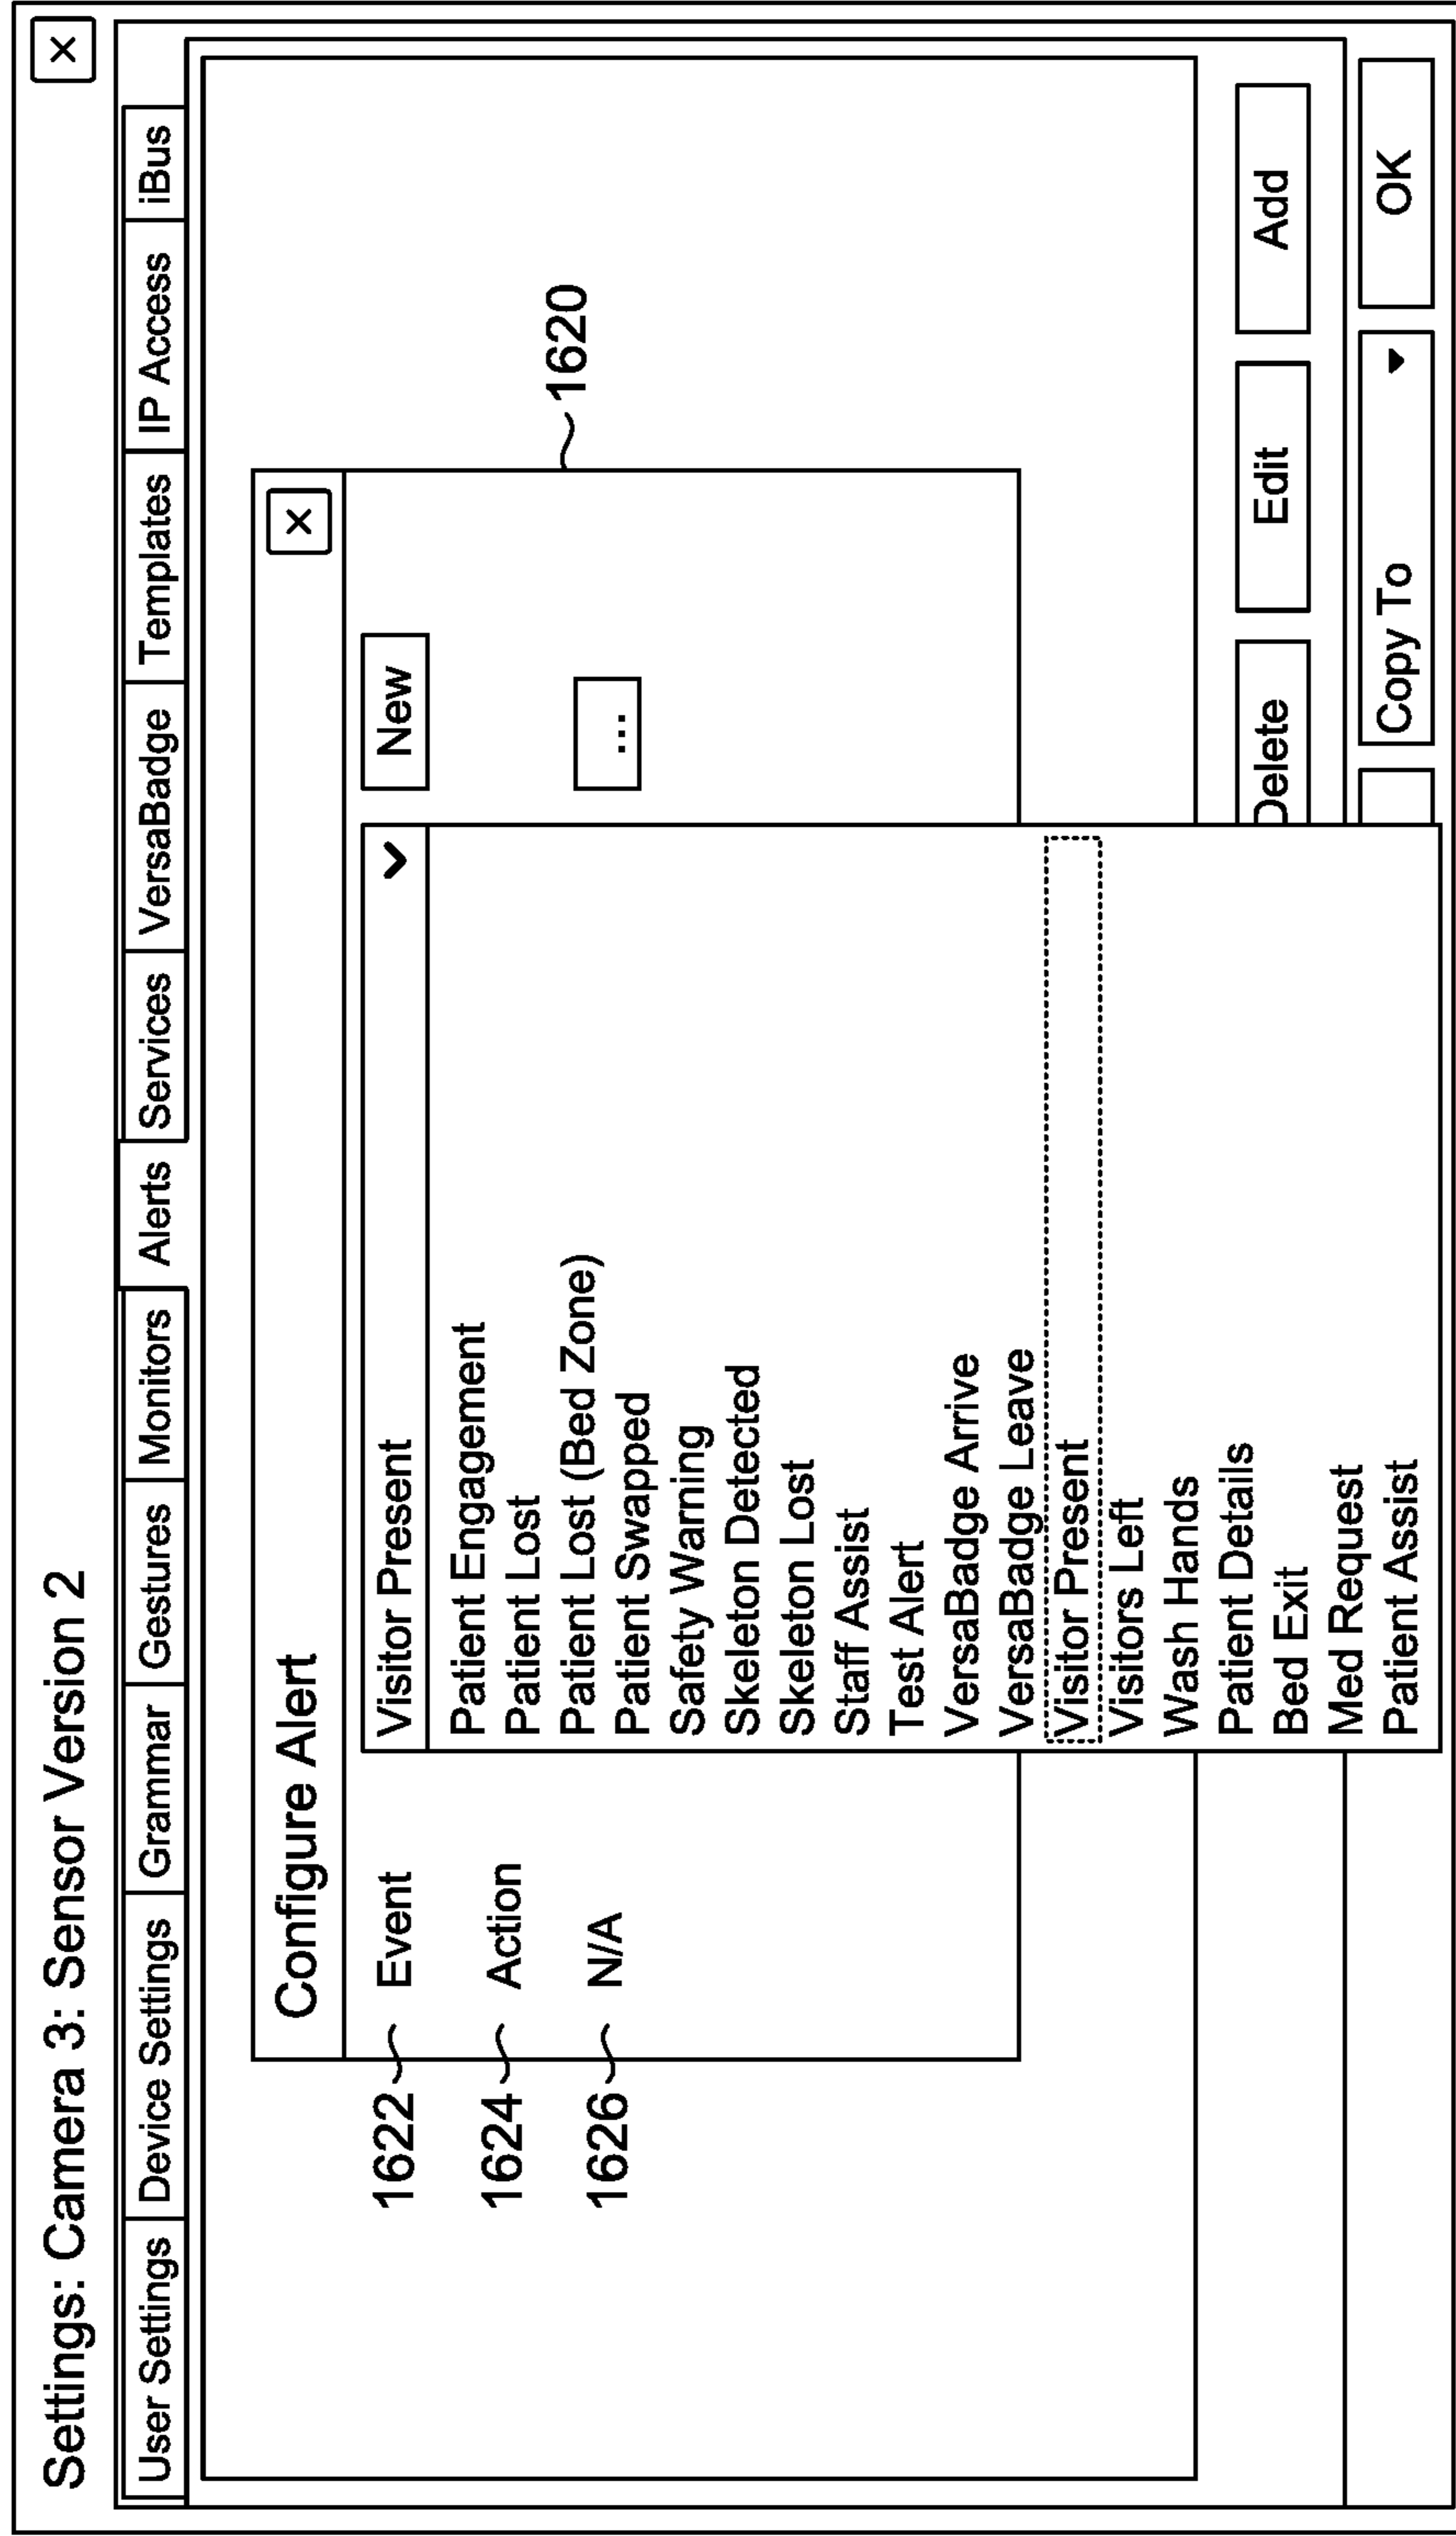 Settings: Camera 3: Sensor Version 2
×
User Settings Device Settings Grammar Gestures Monitors Alerts Services VersaBadge Templates IP Access iBus
Configure Alert ×
1622 Event Visitor Present New
1624 Action
1626 N/A ...
1620
Patient Engagement
Patient Lost
Patient Lost (Bed Zone)
Patient Swapped
Safety Warning
Skeleton Detected
Skeleton Lost
Staff Assist
Test Alert
VersaBadge Arrive
VersaBadge Leave
Visitor Present
Visitors Left
Wash Hands
Patient Details
Bed Exit
Med Request
Patient Assist
Delete Edit Add
Copy To OK